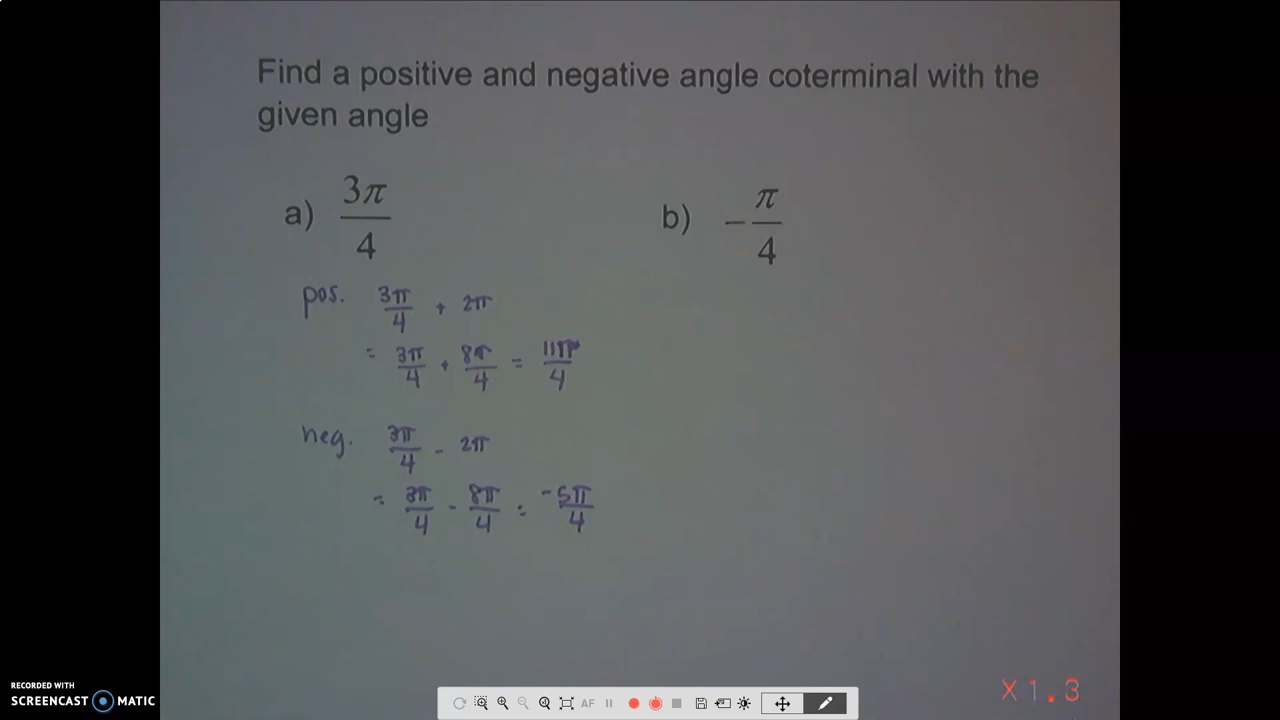 Find a positive and negative angle coterminal with the
given angle
a) 3π/4
b) -π/4
pos. 3π/4 + 2π
= 3π/4 + 8π/4 = 11π/4
neg. 3π/4 - 2π
= 3π/4 - 8π/4 = -5π/4
X1.3
RECORDED WITH
SCREENCAST MATIC
AF